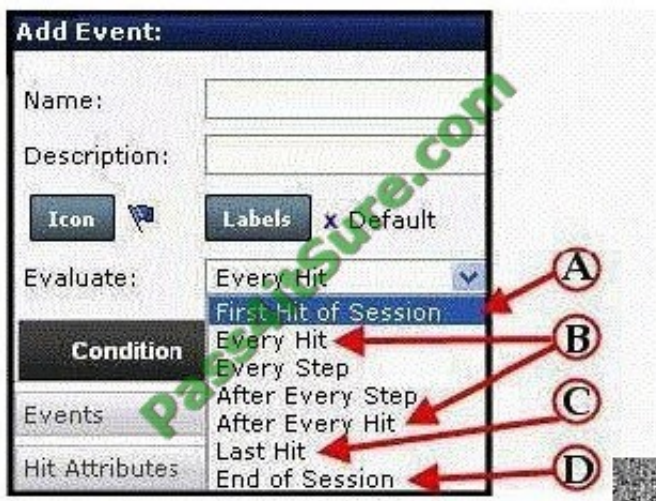 Add Event:
Name:
Description:
Icon Labels x Default
Evaluate: Every Hit
First Hit of Session
A
Every Hit
B
Condition
Every Step
After Every Step
Events
After Every Hit
C
Last Hit
Hit Attributes
End of Session
D
Pass4itSure.com